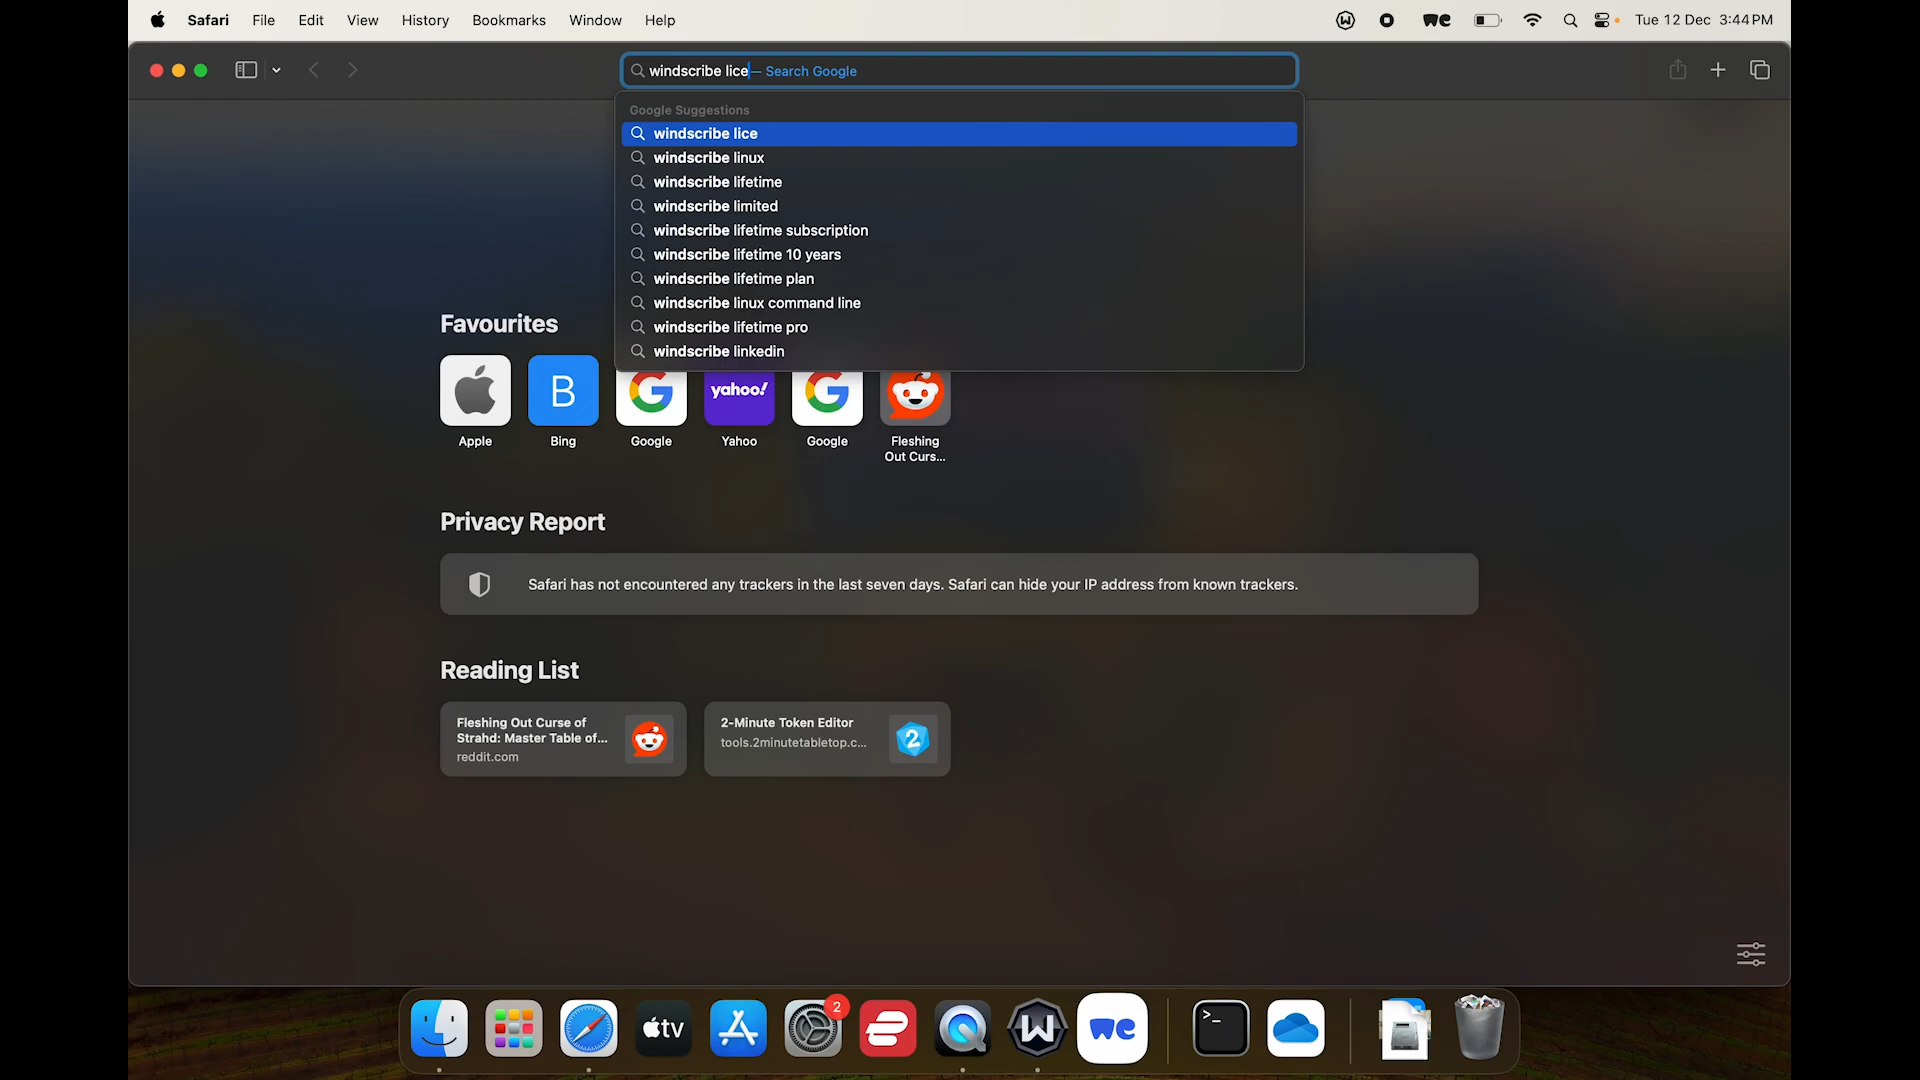 Safari File Edit View History Bookmarks Window Help
Tue 12 Dec 3:44 PM
windscribe lice — Search Google
Google Suggestions
windscribe lice
windscribe linux
windscribe lifetime
windscribe limited
windscribe lifetime subscription
windscribe lifetime 10 years
windscribe lifetime plan
windscribe linux command line
windscribe lifetime pro
windscribe linkedin
Favourites
B
yahoo!
Apple
Bing
Google
Yahoo
Google
Fleshing
Out Curs...
Privacy Report
Safari has not encountered any trackers in the last seven days. Safari can hide your IP address from known trackers.
Reading List
Fleshing Out Curse of
Strahd: Master Table of...
reddit.com
2-Minute Token Editor
tools.2minutetabletop.c...
2
tv
2
W
we
>_